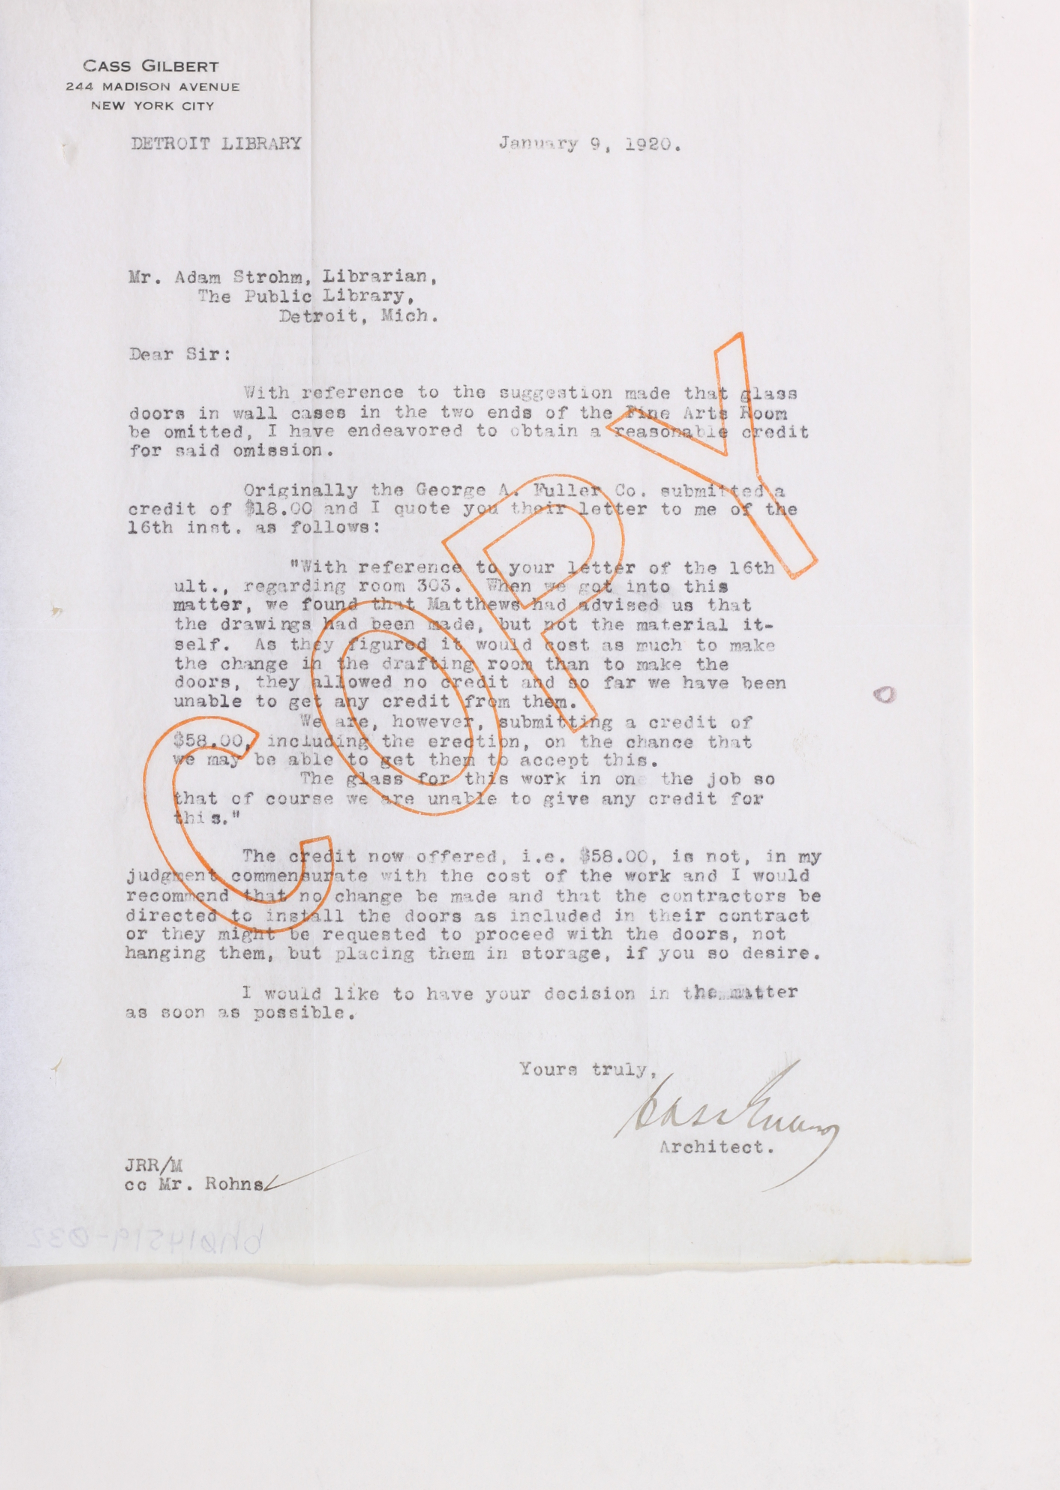 CASS GILBERT
244 MADISON AVENUE
NEW YORK CITY
DETROIT LIBRARY January 9, 1920.
Mr. Adam Strohm, Librarian,
The Public Library,
Detroit, Mich.
Dear Sir:
With reference to the suggestion made that glass
doors in wall cases in the two ends of the Fine Arts Room
be omitted, I have endeavored to obtain a reasonable credit
for said omission.
Originally the George A. Fuller Co. submitted a
credit of $18.00 and I quote you their letter to me of the
16th inst. as follows:
"With reference to your letter of the 16th
ult., regarding room 303. When we got into this
matter, we found that Matthews had advised us that
the drawings had been made, but not the material it-
self. As they figured it would cost as much to make
the change in the drafting room than to make the
doors, they allowed no credit and so far we have been
unable to get any credit from them.
We are, however, submitting a credit of
$58.00, including the erection, on the chance that
we may be able to get them to accept this.
The glass for this work in on the job so
that of course we are unable to give any credit for
this."
The credit now offered, i.e. $58.00, is not, in my
judgment commensurate with the cost of the work and I would
recommend that no change be made and that the contractors be
directed to install the doors as included in their contract
or they might be requested to proceed with the doors, not
hanging them, but placing them in storage, if you so desire.
I would like to have your decision in the matter
as soon as possible.
Yours truly,
Architect.
JRR/M
cc Mr. Rohns
COPY